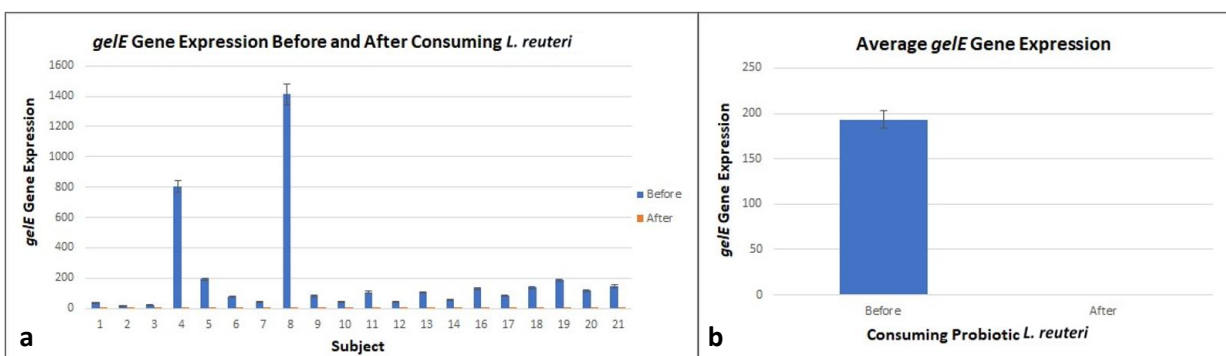 gelE Gene Expression Before and After Consuming L. reuteri
1600
1400
1200
1000
800
600
400
200
0
gelE Gene Expression
1 2 3 4 5 6 7 8 9 10 11 12 13 14 16 17 18 19 20 21
Subject
Before
After
a
Average gelE Gene Expression
250
200
150
100
50
0
gelE Gene Expression
Before After
Consuming Probiotic L. reuteri
b